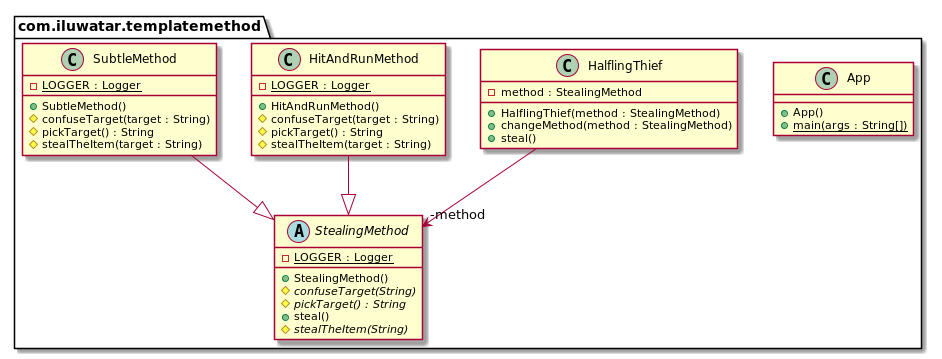 com.iluwatar.templatemethod
C SubtleMethod
LOGGER : Logger
SubtleMethod()
confuseTarget(target : String)
pickTarget() : String
stealTheItem(target : String)
C HitAndRunMethod
LOGGER : Logger
HitAndRunMethod()
confuseTarget(target : String)
pickTarget() : String
stealTheItem(target : String)
C HalflingThief
method : StealingMethod
HalflingThief(method : StealingMethod)
changeMethod(method : StealingMethod)
steal()
C App
App()
main(args : String[])
-method
A StealingMethod
LOGGER : Logger
StealingMethod()
confuseTarget(String)
pickTarget() : String
steal()
stealTheItem(String)